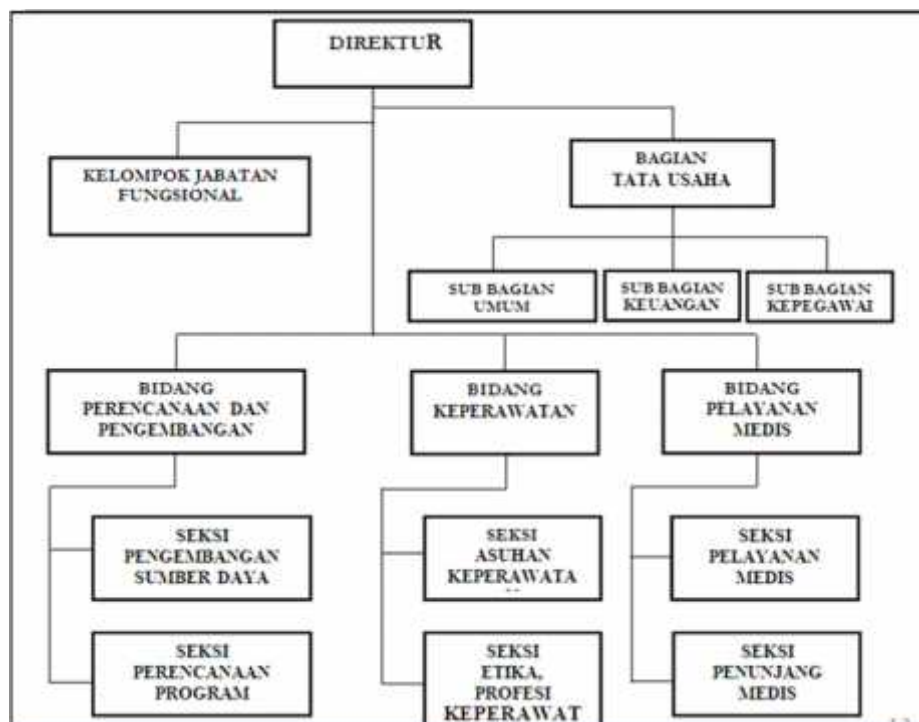 DIREKTUR
KELOMPOK JABATAN
FUNGSIONAL
BAGIAN
TATA USAHA
SUB BAGIAN
UMUM
SUB BAGIAN
KEUANGAN
SUB BAGIAN
KEPEGAWAI
BIDANG
PERENCANAAN DAN
PENGEMBANGAN
BIDANG
KEPERAWATAN
BIDANG
PELAYANAN
MEDIS
SEKSI
PENGEMBANGAN
SUMBER DAYA
SEKSI
ASUHAN
KEPERAWATA
SEKSI
PELAYANAN
MEDIS
SEKSI
PERENCANAAN
PROGRAM
SEKSI
ETIKA,
PROFESI
KEPERAWAT
SEKSI
PENUNJANG
MEDIS